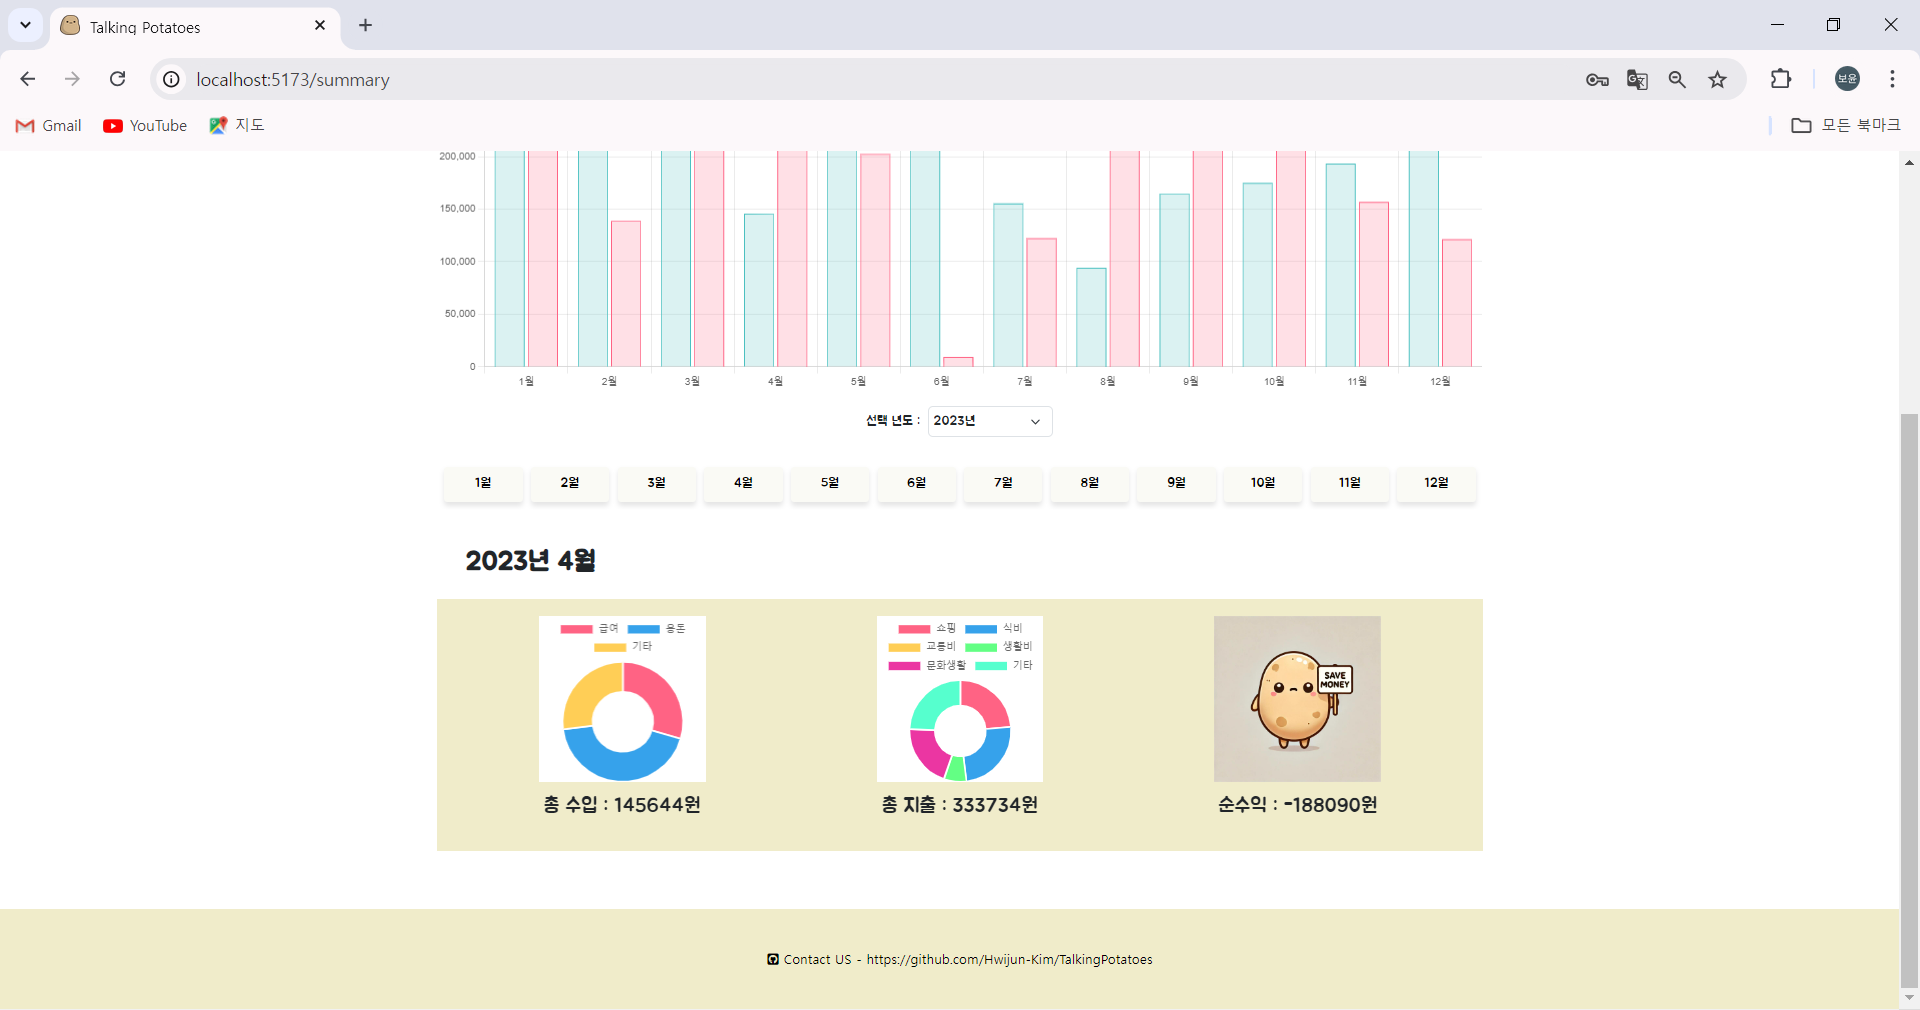 Talking Potatoes
localhost:5173/summary
보윤
Gmail YouTube 지도 모든 북마크
200,000
150,000
100,000
50,000
0
1월 2월 3월 4월 5월 6월 7월 8월 9월 10월 11월 12월
선택 년도 : 2023년
1월 2월 3월 4월 5월 6월 7월 8월 9월 10월 11월 12월
2023년 4월
급여 용돈
기타
쇼핑 식비
교통비 생활비
문화생활 기타
SAVE
MONEY
총 수입 : 145644원 총 지출 : 333734원 순수익 : -188090원
Contact US - https://github.com/Hwijun-Kim/TalkingPotatoes